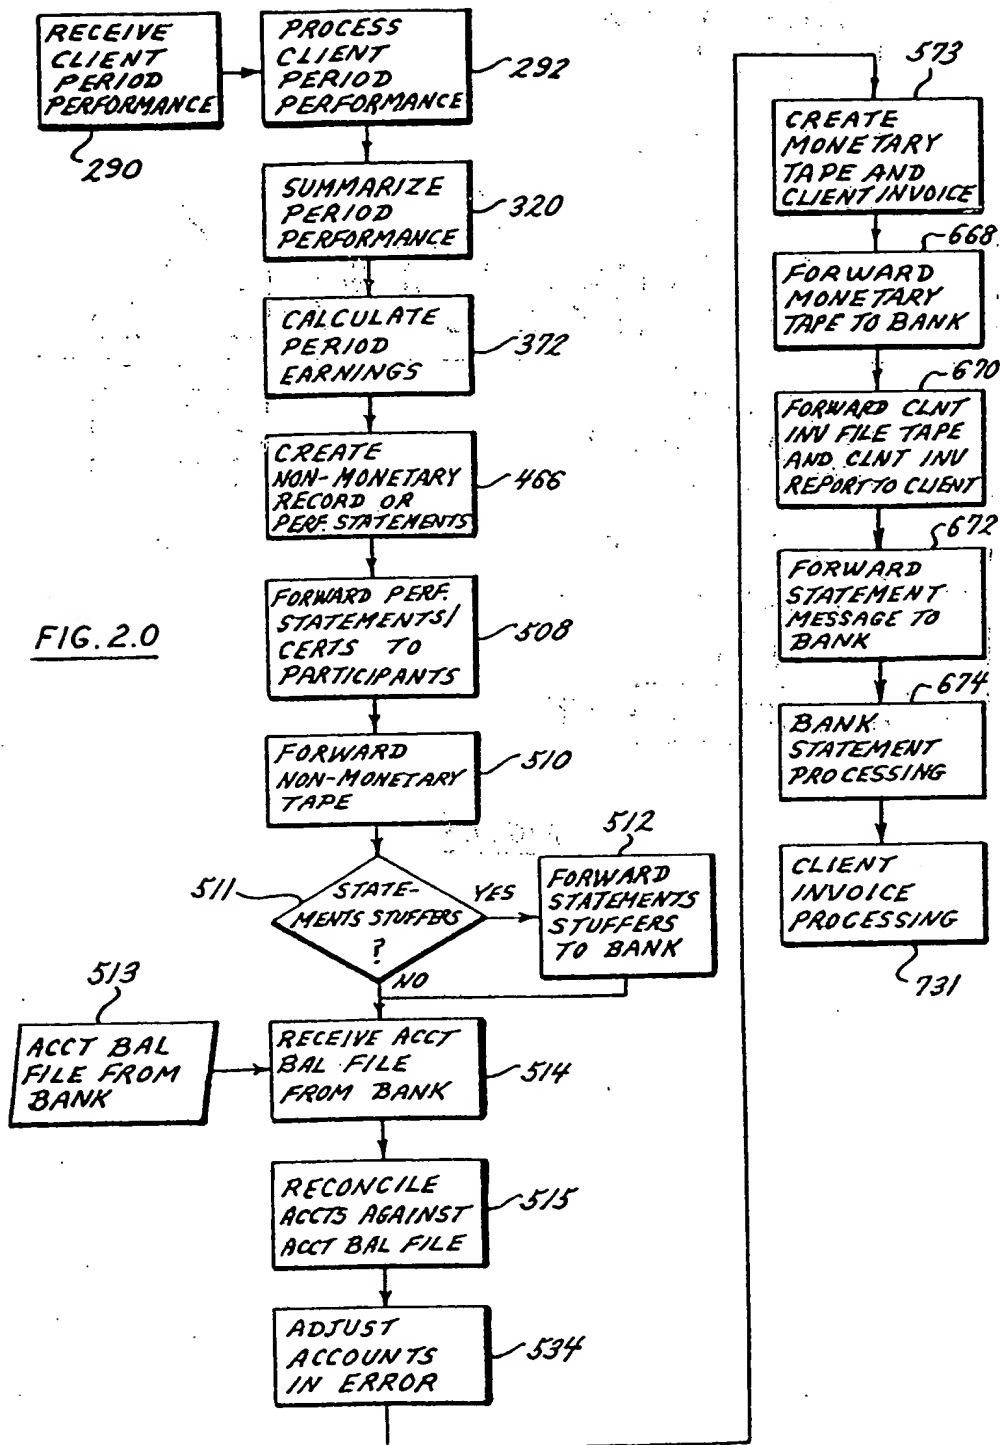 RECEIVE
CLIENT
PERIOD
PERFORMANCE
290
PROCESS
CLIENT
PERIOD
PERFORMANCE
292
SUMMARIZE
PERIOD
PERFORMANCE
320
CALCULATE
PERIOD
EARNINGS
372
CREATE
NON-MONETARY
RECORD OR
PERF. STATEMENTS
466
FORWARD PERF.
STATEMENTS/
CERTS TO
PARTICIPANTS
508
FIG. 2.0
FORWARD
NON-MONETARY
TAPE
510
511
STATE-
MENTS STUFFERS
?
YES
NO
512
FORWARD
STATEMENTS
STUFFERS
TO BANK
513
ACCT BAL
FILE FROM
BANK
RECEIVE ACCT
BAL FILE
FROM BANK
514
RECONCILE
ACCTS AGAINST
ACCT BAL FILE
515
ADJUST
ACCOUNTS
IN ERROR
534
573
CREATE
MONETARY
TAPE AND
CLIENT INVOICE
668
FORWARD
MONETARY
TAPE TO BANK
670
FORWARD CLNT
INV FILE TAPE
AND CLNT INV
REPORT TO CLIENT
672
FORWARD
STATEMENT
MESSAGE TO
BANK
674
BANK
STATEMENT
PROCESSING
CLIENT
INVOICE
PROCESSING
731